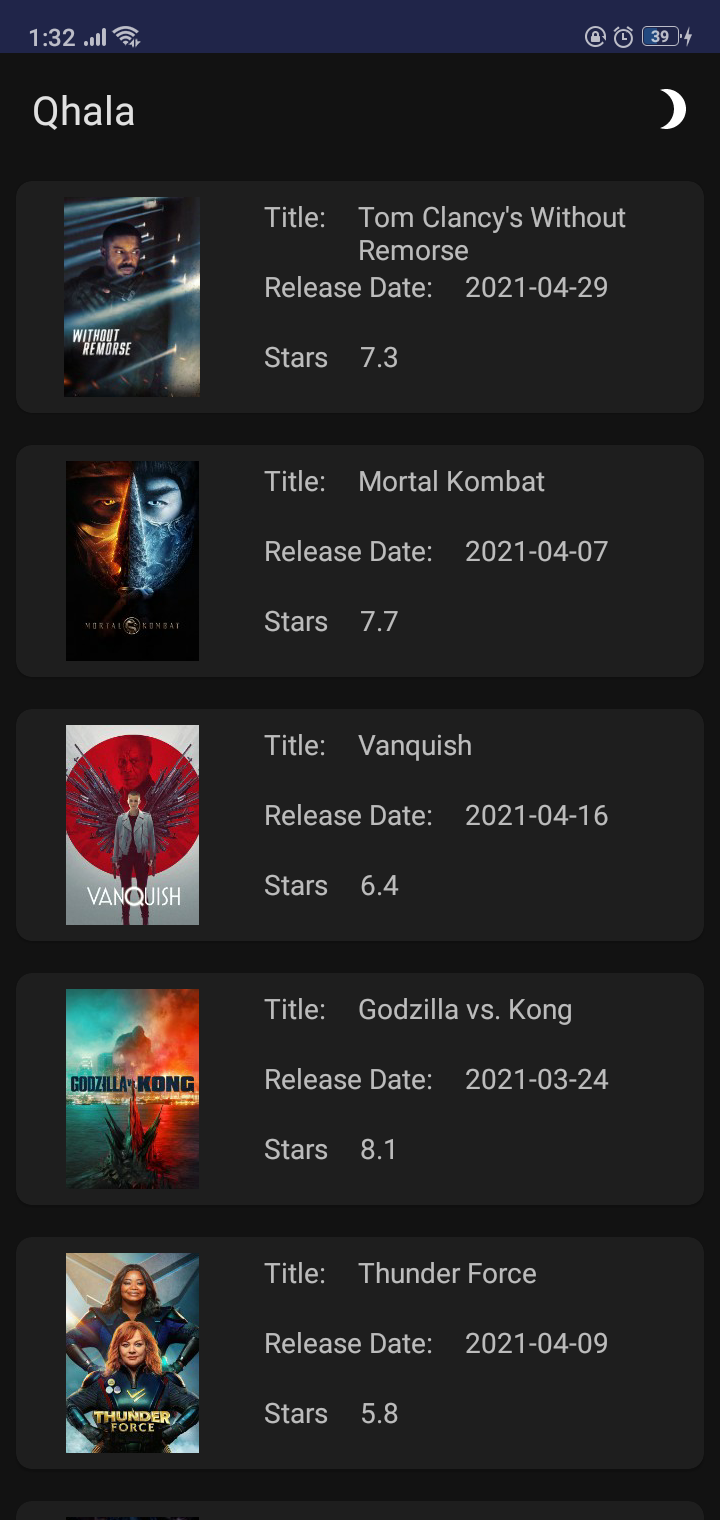 1:32
39
Qhala
Title: Tom Clancy's Without
Remorse
Release Date: 2021-04-29
Stars 7.3
WITHOUT
REMORSE
Title: Mortal Kombat
Release Date: 2021-04-07
Stars 7.7
MORTAL KOMBAT
Title: Vanquish
Release Date: 2021-04-16
Stars 6.4
VANQUISH
Title: Godzilla vs. Kong
Release Date: 2021-03-24
Stars 8.1
GODZILLA VS. KONG
Title: Thunder Force
Release Date: 2021-04-09
Stars 5.8
THUNDER
FORCE